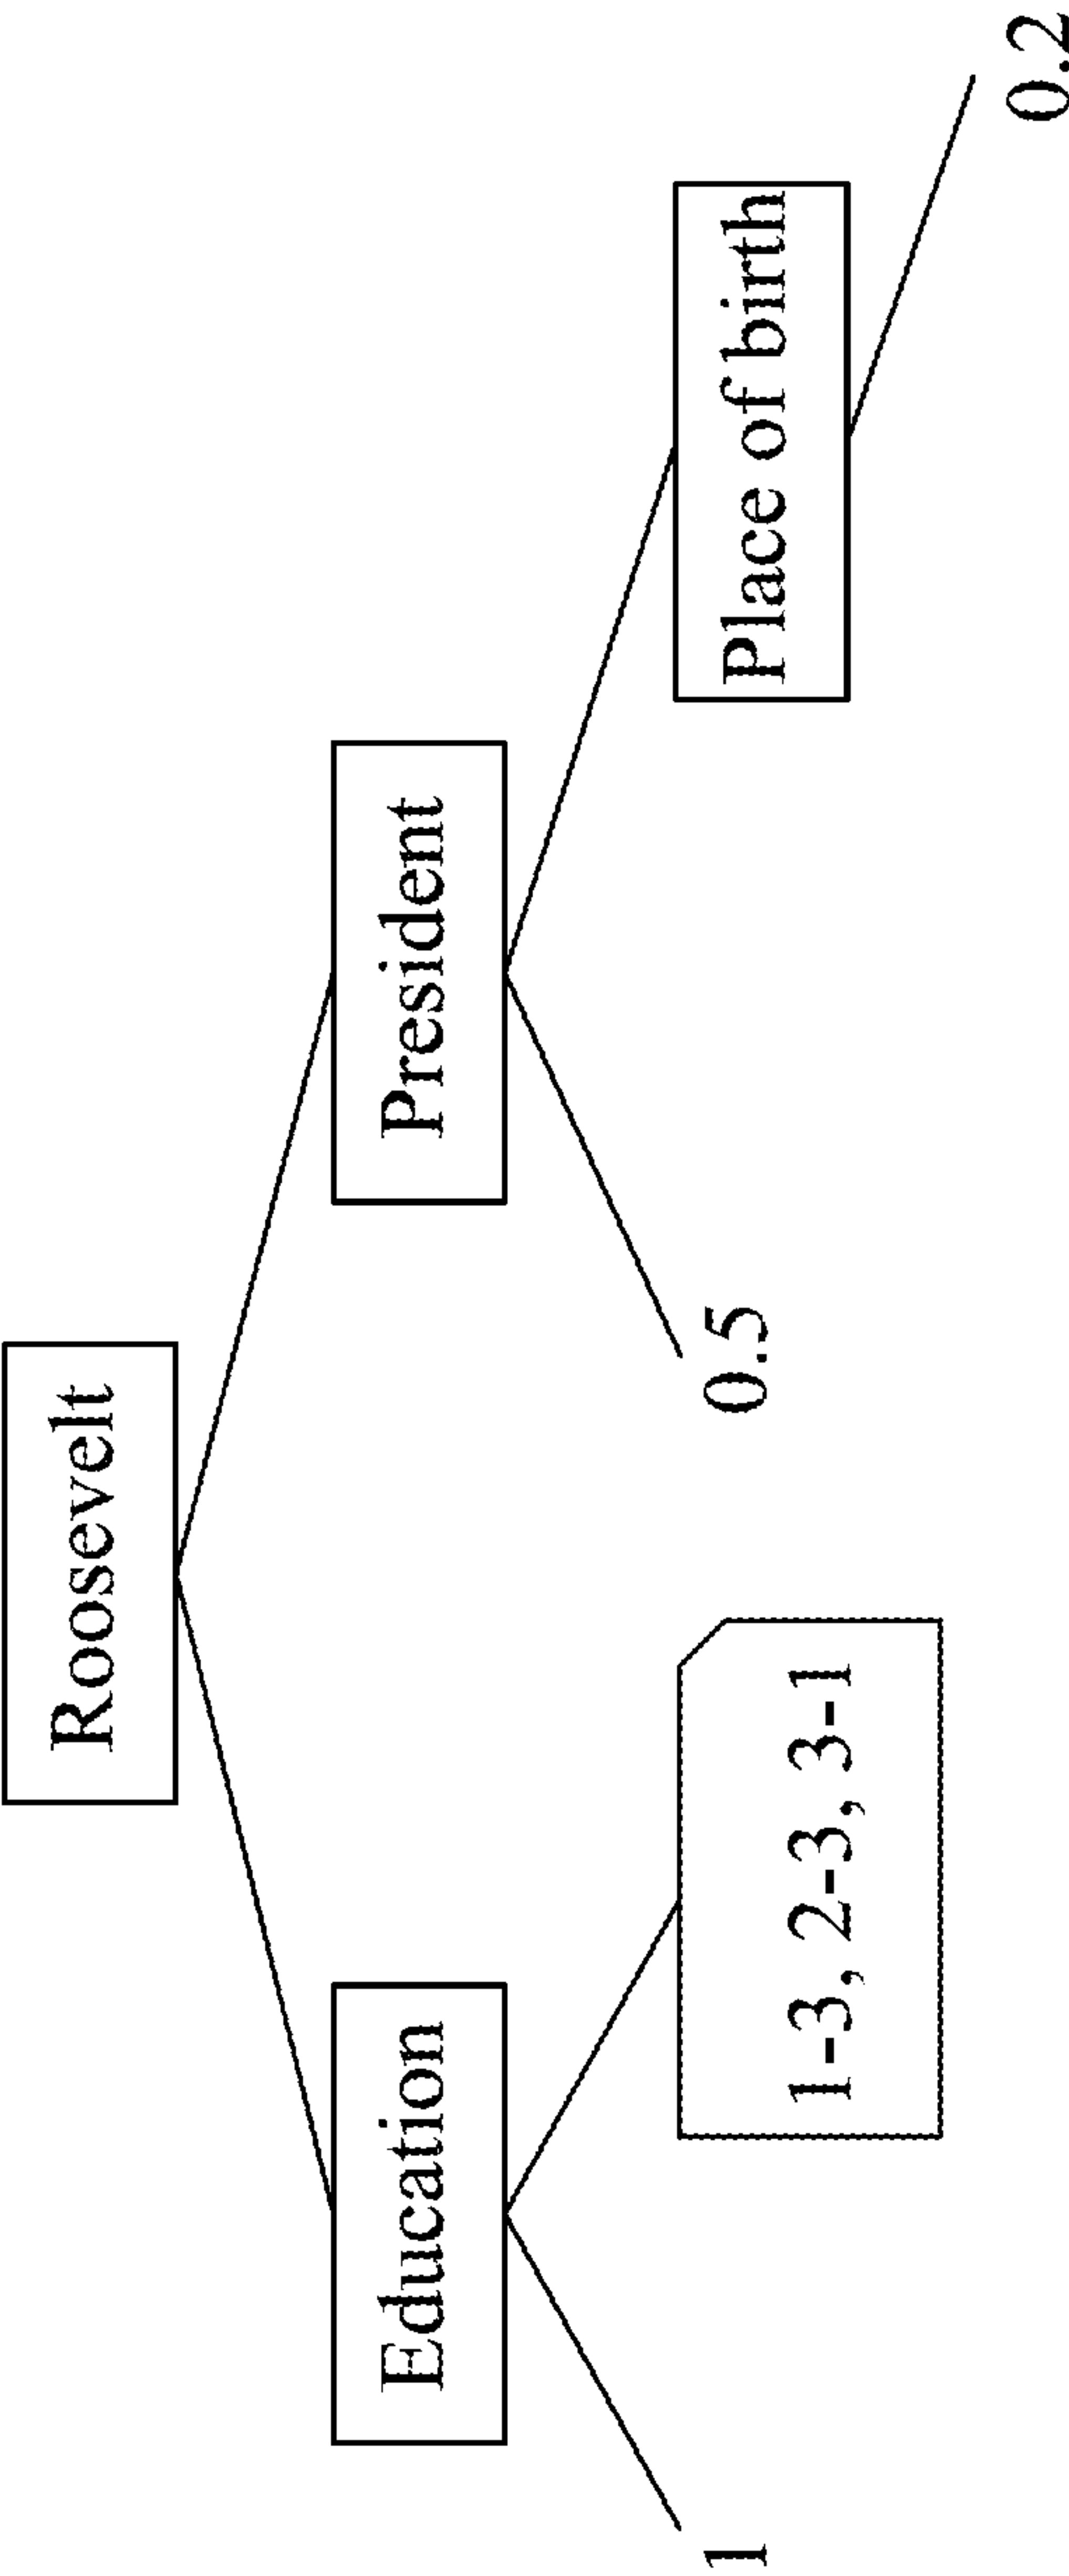 Roosevelt
Education
President
1
1-3, 2-3, 3-1
0.5
Place of birth
0.2